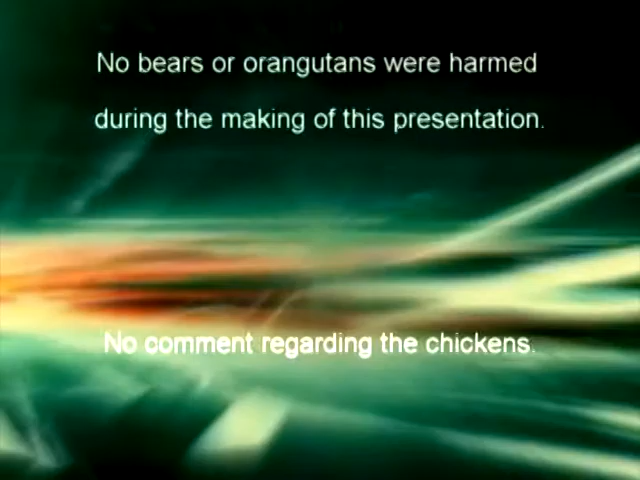 No bears or orangutans were harmed
during the making of this presentation.
No comment regarding the chickens.